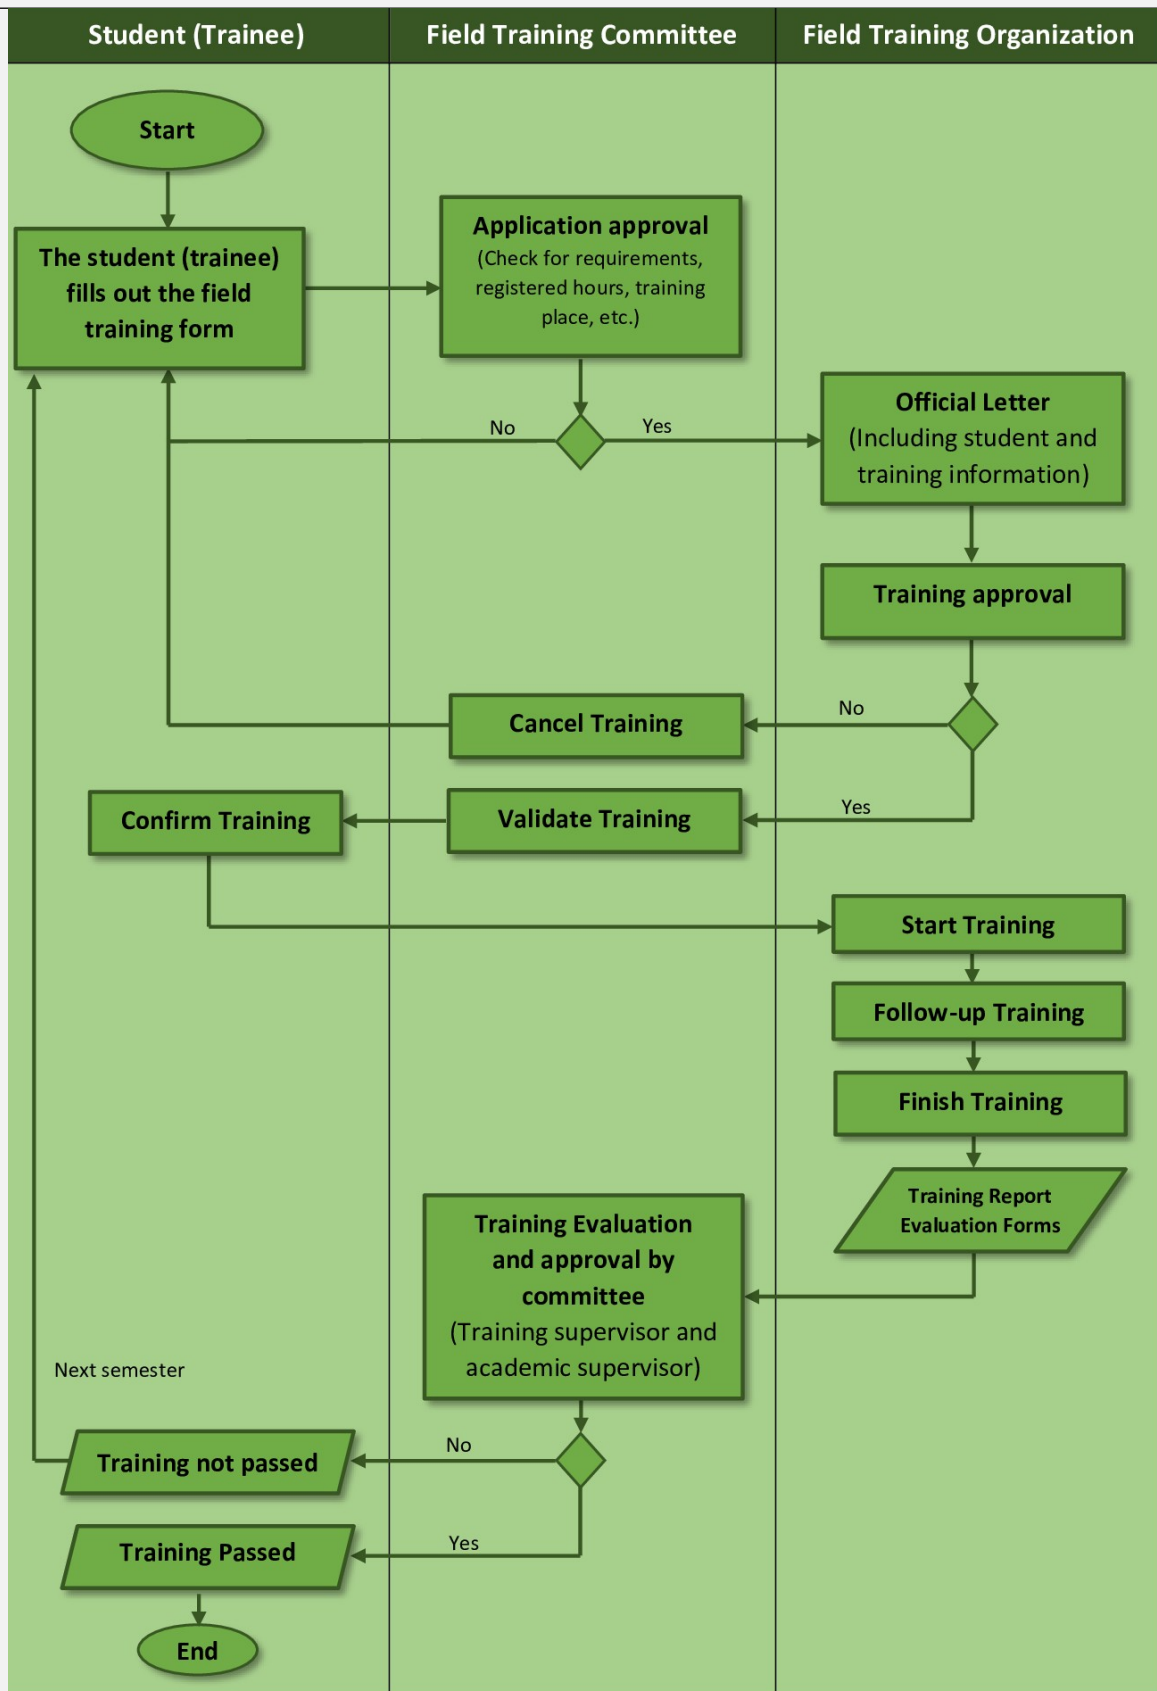 Student (Trainee)
Field Training Committee
Field Training Organization
Start
The student (trainee)
fills out the field
training form
Application approval
(Check for requirements,
registered hours, training
place, etc.)
No
Yes
Official Letter
(Including student and
training information)
Training approval
No
Cancel Training
Yes
Validate Training
Confirm Training
Start Training
Follow-up Training
Finish Training
Training Report
Evaluation Forms
Training Evaluation
and approval by
committee
(Training supervisor and
academic supervisor)
Next semester
No
Training not passed
Yes
Training Passed
End